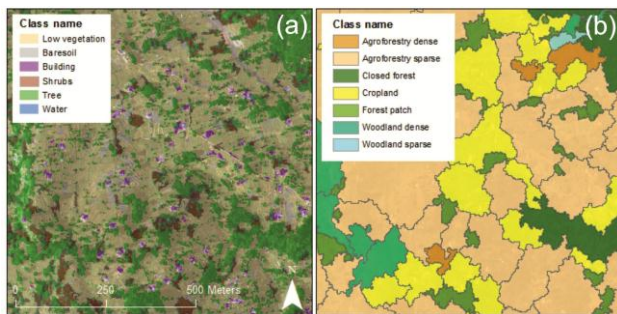 (a)
Class name
Low vegetation
Baresoil
Building
Shrubs
Tree
Water
0 250 500 Meters
N
(b)
Class name
Agroforestry dense
Agroforestry sparse
Closed forest
Cropland
Forest patch
Woodland dense
Woodland sparse